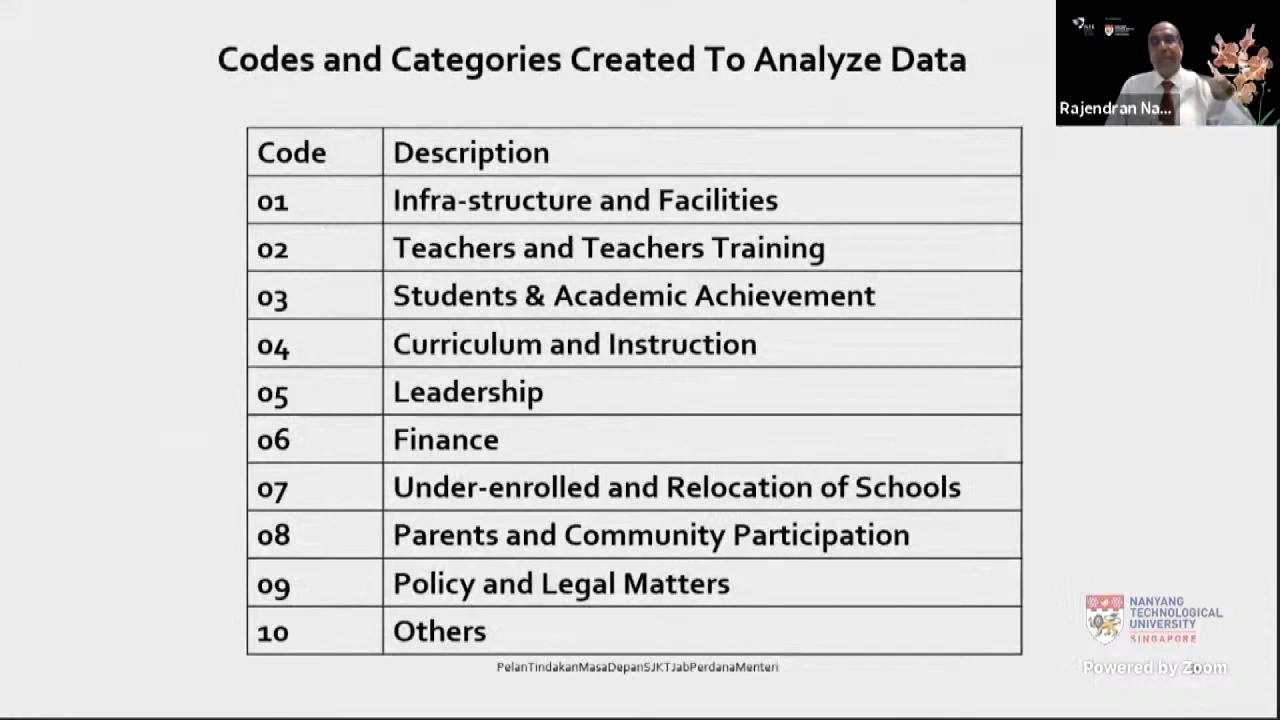 Codes and Categories Created To Analyze Data
Rajendran Na...
Code Description
01 Infra-structure and Facilities
02 Teachers and Teachers Training
03 Students & Academic Achievement
04 Curriculum and Instruction
05 Leadership
06 Finance
07 Under-enrolled and Relocation of Schools
08 Parents and Community Participation
09 Policy and Legal Matters
10 Others
PelanTindakanMasaDepanSJKTJabPerdanaMenteri
NANYANG
TECHNOLOGICAL
UNIVERSITY
SINGAPORE
Powered by Zoom